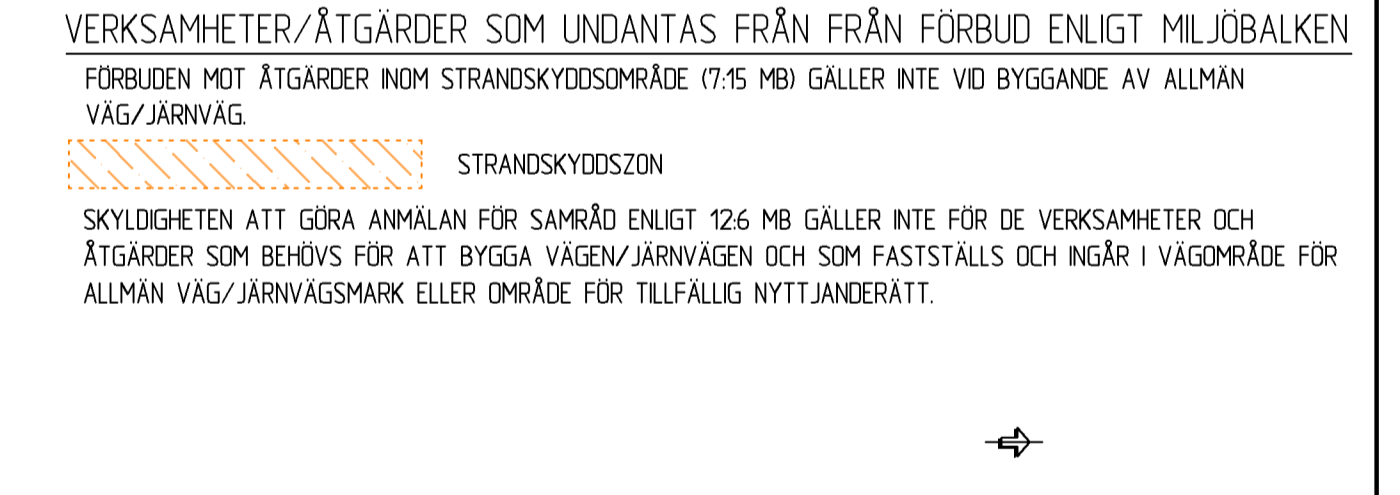 VERKSAMHETER/ÅTGÄRDER SOM UNDANTAS FRÅN FRÅN FÖRBUD ENLIGT MILJÖBALKEN
FÖRBUDEN MOT ÅTGÄRDER INOM STRANDSKYDDSOMRÅDE (7:15 MB) GÄLLER INTE VID BYGGANDE AV ALLMÄN
VÄG/JÄRNVÄG.
STRANDSKYDDSZON
SKYLDIGHETEN ATT GÖRA ANMÄLAN FÖR SAMRÅD ENLIGT 12:6 MB GÄLLER INTE FÖR DE VERKSAMHETER OCH
ÅTGÄRDER SOM BEHÖVS FÖR ATT BYGGA VÄGEN/JÄRNVÄGEN OCH SOM FASTSTÄLLS OCH INGÅR I VÄGOMRÅDE FÖR
ALLMÄN VÄG/JÄRNVÄGSMARK ELLER OMRÅDE FÖR TILLFÄLLIG NYTTJANDERÄTT.